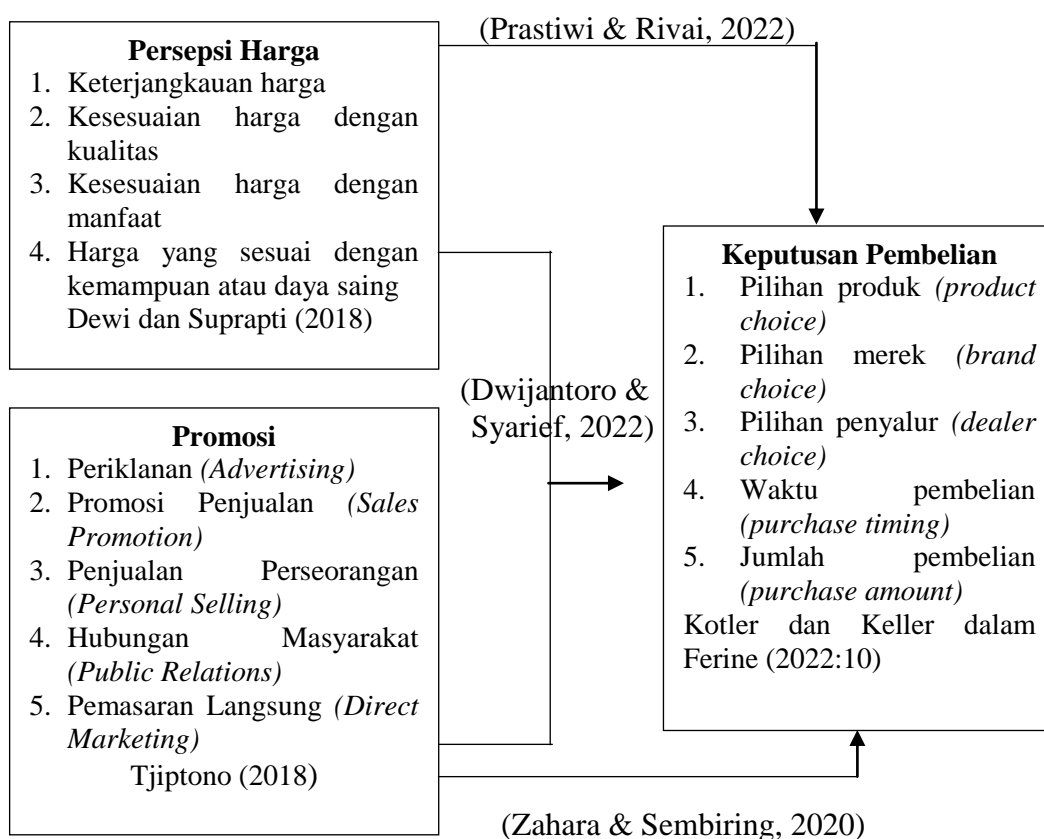 (Prastiwi & Rivai, 2022)
Persepsi Harga
1. Keterjangkauan harga
2. Kesesuaian harga dengan
kualitas
3. Kesesuaian harga dengan
manfaat
4. Harga yang sesuai dengan
kemampuan atau daya saing
Dewi dan Suprapti (2018)
(Dwijantoro &
Syarief, 2022)
Promosi
1. Periklanan (Advertising)
2. Promosi Penjualan (Sales
Promotion)
3. Penjualan Perseorangan
(Personal Selling)
4. Hubungan Masyarakat
(Public Relations)
5. Pemasaran Langsung (Direct
Marketing)
Tjiptono (2018)
Keputusan Pembelian
1. Pilihan produk (product
choice)
2. Pilihan merek (brand
choice)
3. Pilihan penyalur (dealer
choice)
4. Waktu pembelian
(purchase timing)
5. Jumlah pembelian
(purchase amount)
Kotler dan Keller dalam
Ferine (2022:10)
(Zahara & Sembiring, 2020)